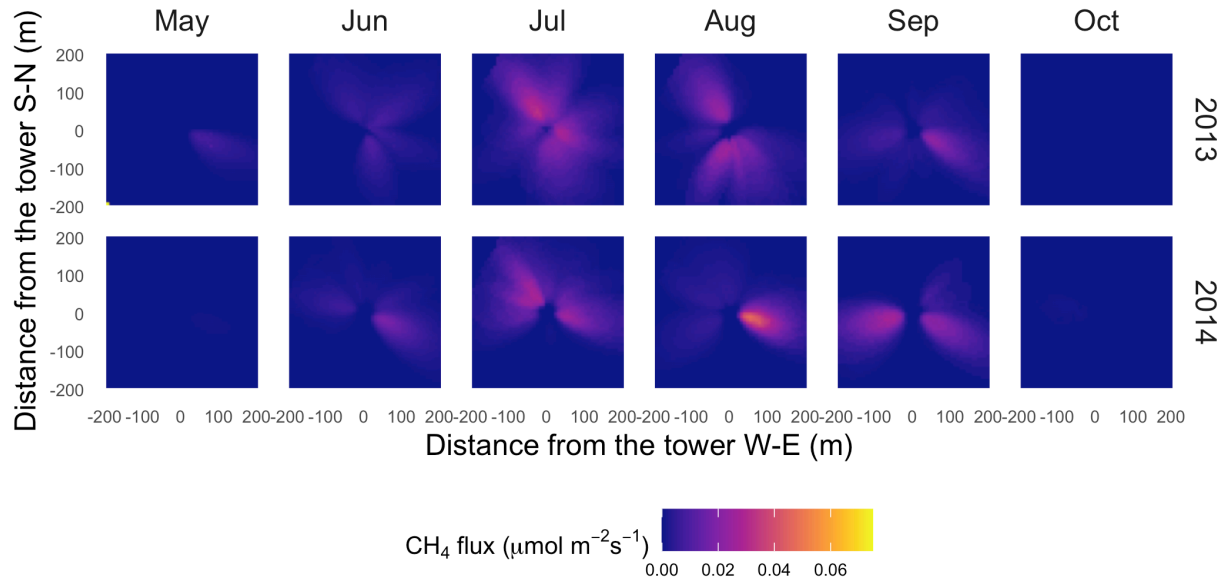 May Jun Jul Aug Sep Oct
Distance from the tower S-N (m)
200
100
0
-100
-200
2013
200
100
0
-100
-200
2014
-200 -100 0 100 200 -200 -100 0 100 200 -200 -100 0 100 200 -200 -100 0 100 200 -200 -100 0 100 200 -200 -100 0 100 200
Distance from the tower W-E (m)
CH₄ flux (μmol m⁻²s⁻¹)
0.00 0.02 0.04 0.06